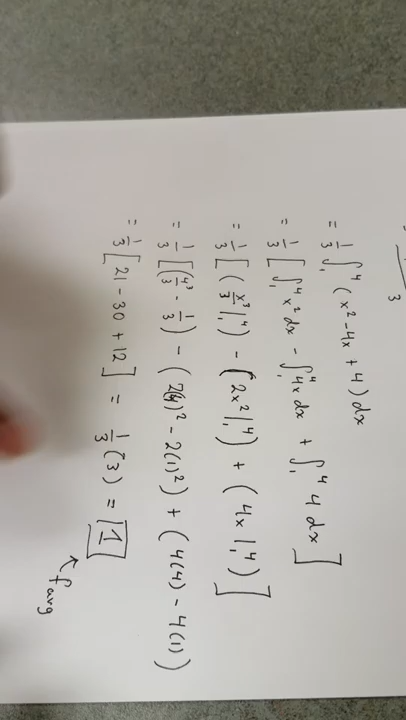 3
= 1/3 ∫₁⁴ (x² - 4x + 4) dx
= 1/3 [ ∫₁⁴ x² dx - ∫₁⁴ 4x dx + ∫₁⁴ 4 dx ]
= 1/3 [ (x³/3 |₁⁴) - (2x² |₁⁴) + (4x |₁⁴) ]
= 1/3 [ (4³/3 - 1/3) - (2(4)² - 2(1)²) + (4(4) - 4(1))
= 1/3 [ 21 - 30 + 12 ] = 1/3 (3) = 1
favg